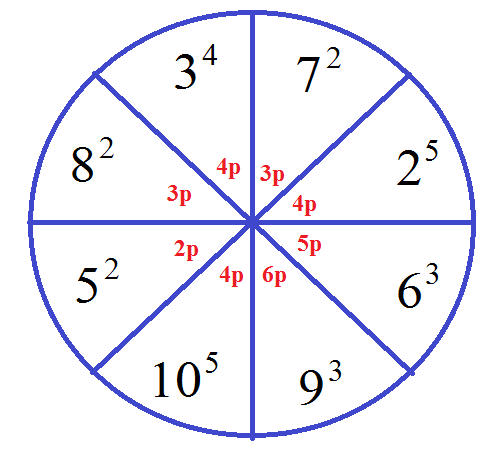 3⁴ 7²
8² 4p 3p 2⁵
3p 4p
2p 5p
5² 4p 6p 6³
10⁵ 9³